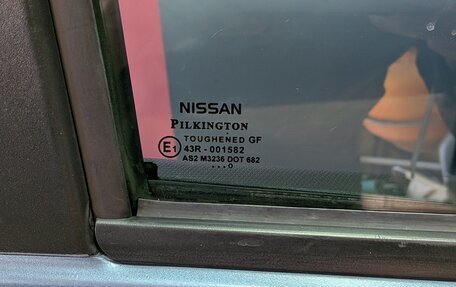 NISSAN
PILKINGTON
TOUGHENED GF
E1 43R - 001582
AS2 M3236 DOT 682
...O